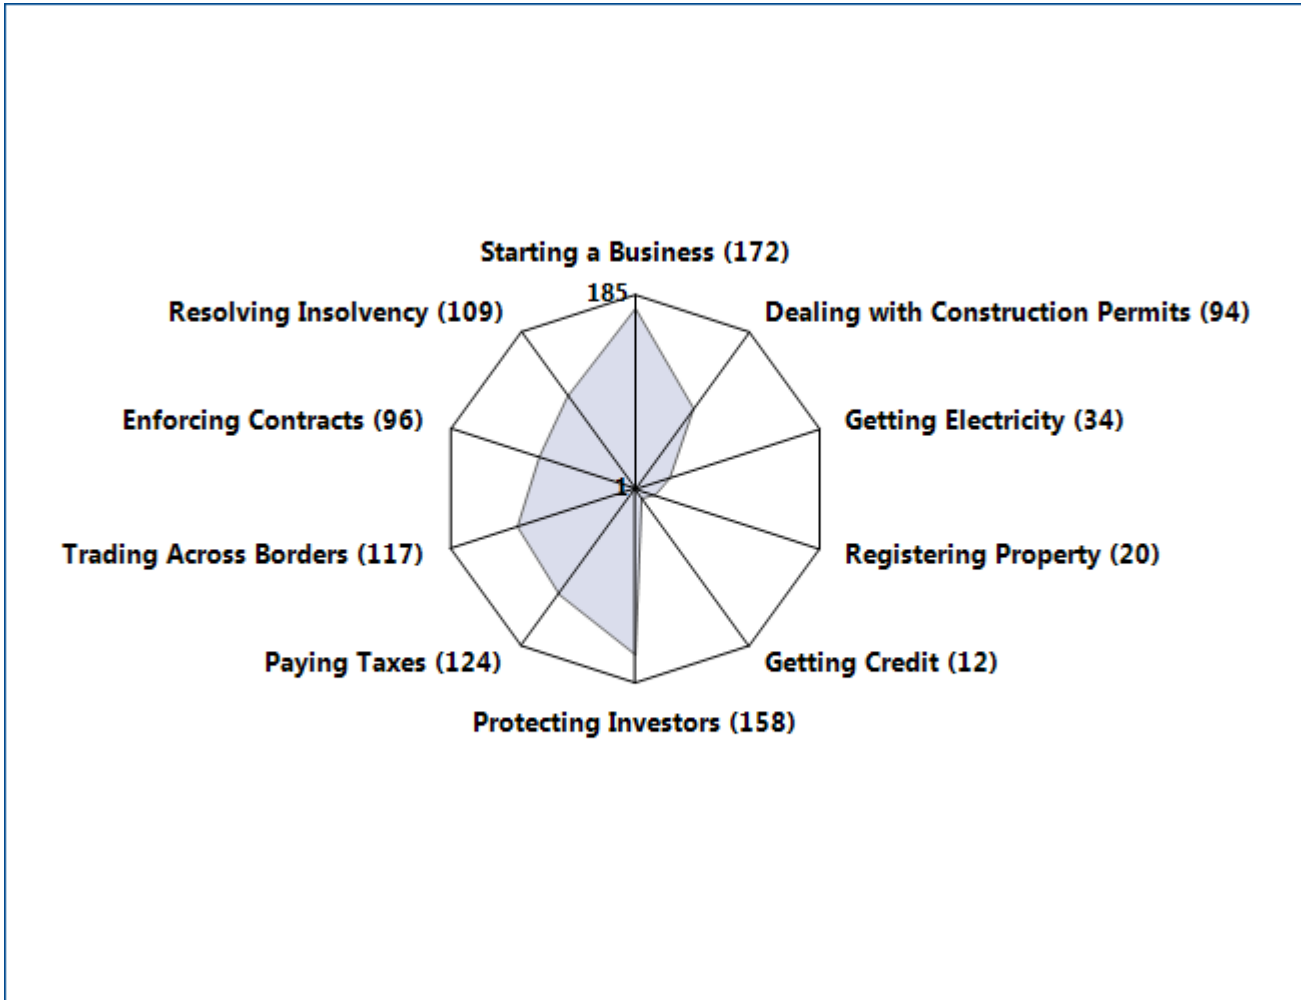 Starting a Business (172)
185
Resolving Insolvency (109)
Dealing with Construction Permits (94)
Enforcing Contracts (96)
Getting Electricity (34)
1
Trading Across Borders (117)
Registering Property (20)
Paying Taxes (124)
Getting Credit (12)
Protecting Investors (158)